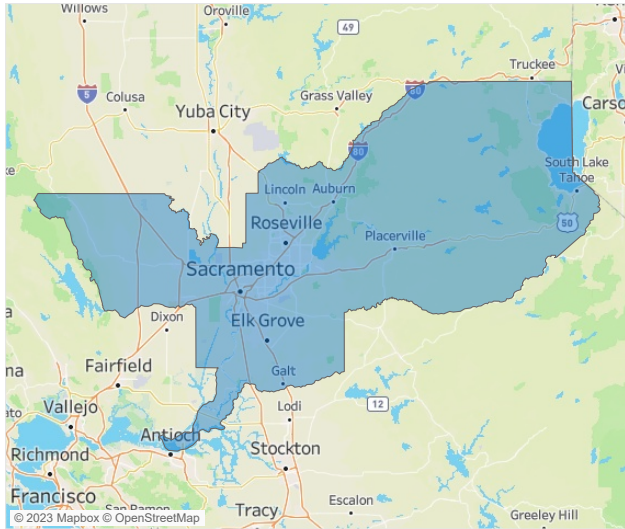 Willows
Oroville
49
Truckee
5
80
Colusa
Grass Valley
Carso
Yuba City
80
South Lake
Tahoe
Lincoln
Auburn
Roseville
50
Placerville
Sacramento
Dixon
Elk Grove
Fairfield
Galt
Vallejo
Lodi
12
Antioch
Stockton
Richmond
Francisco
San Ramon
Tracy
Escalon
Greeley Hill
© 2023 Mapbox © OpenStreetMap